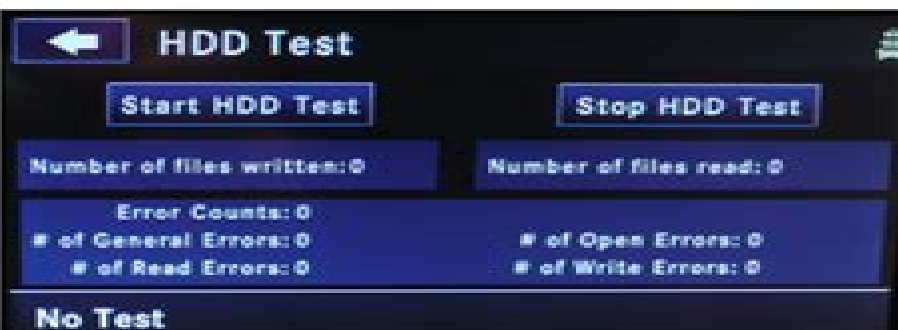 HDD Test
Start HDD Test
Stop HDD Test
Number of files written:0
Number of files read:0
Error Counts:0
# of General Errors:0
# of Open Errors:0
# of Read Errors:0
# of Write Errors:0
No Test